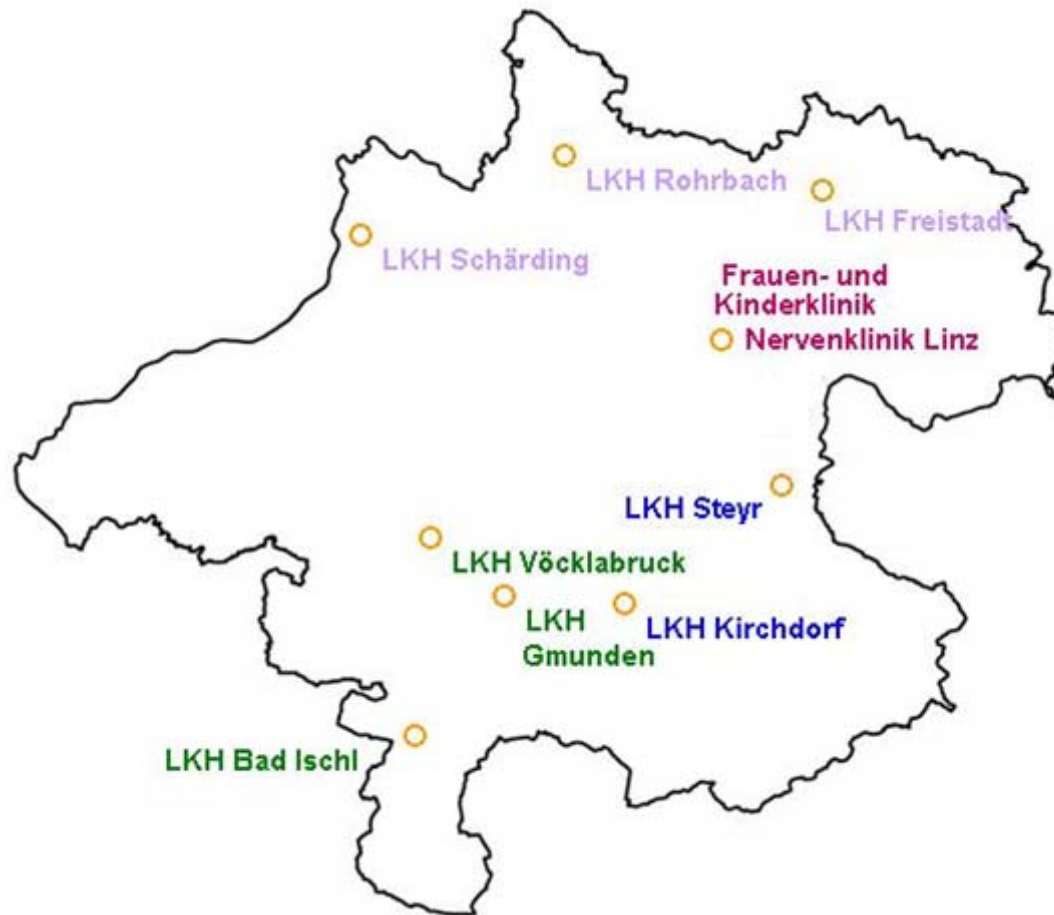 LKH Rohrbach
LKH Freistadt
LKH Schärding
Frauen- und
Kinderklinik
Nervenklinik Linz
LKH Steyr
LKH Vöcklabruck
LKH
Gmunden
LKH Kirchdorf
LKH Bad Ischl